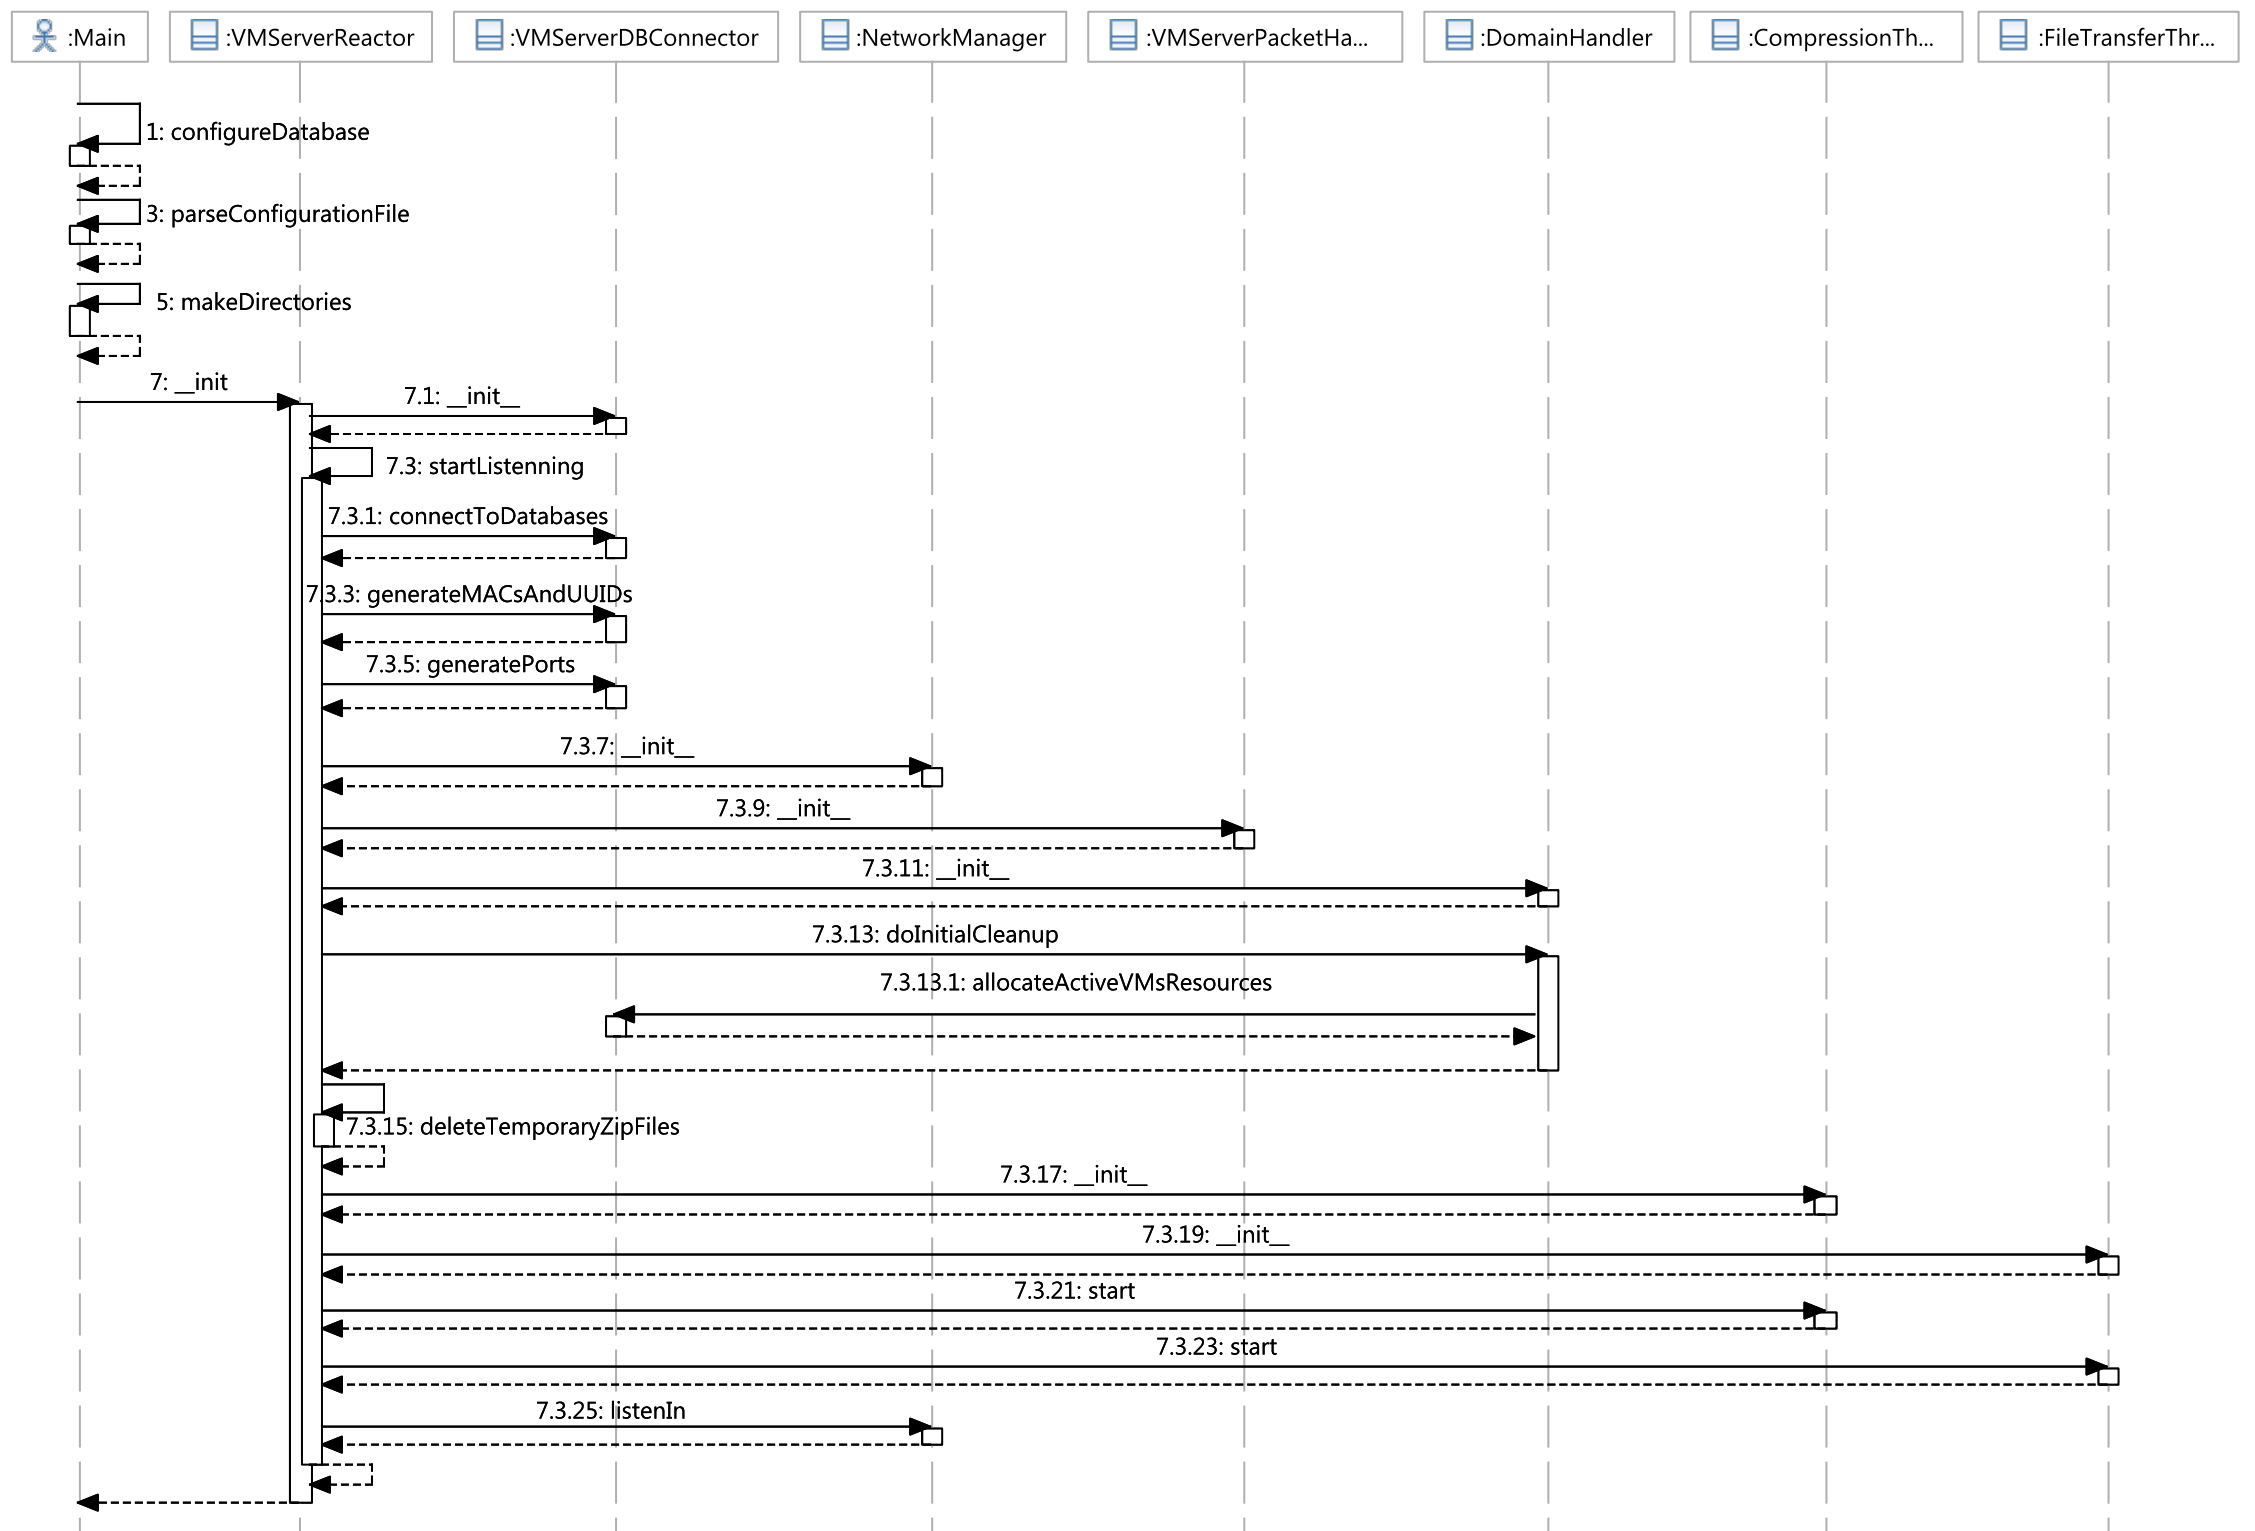 :Main
:VMServerReactor
:VMServerDBConnector
:NetworkManager
:VMServerPacketHa...
:DomainHandler
:CompressionTh...
:FileTransferThr...
1: configureDatabase
3: parseConfigurationFile
5: makeDirectories
7: __init
7.1: __init__
7.3: startListenning
7.3.1: connectToDatabases
7.3.3: generateMACsAndUUIDs
7.3.5: generatePorts
7.3.7: __init__
7.3.9: __init__
7.3.11: __init__
7.3.13: doInitialCleanup
7.3.13.1: allocateActiveVMsResources
7.3.15: deleteTemporaryZipFiles
7.3.17: __init__
7.3.19: __init__
7.3.21: start
7.3.23: start
7.3.25: listenIn